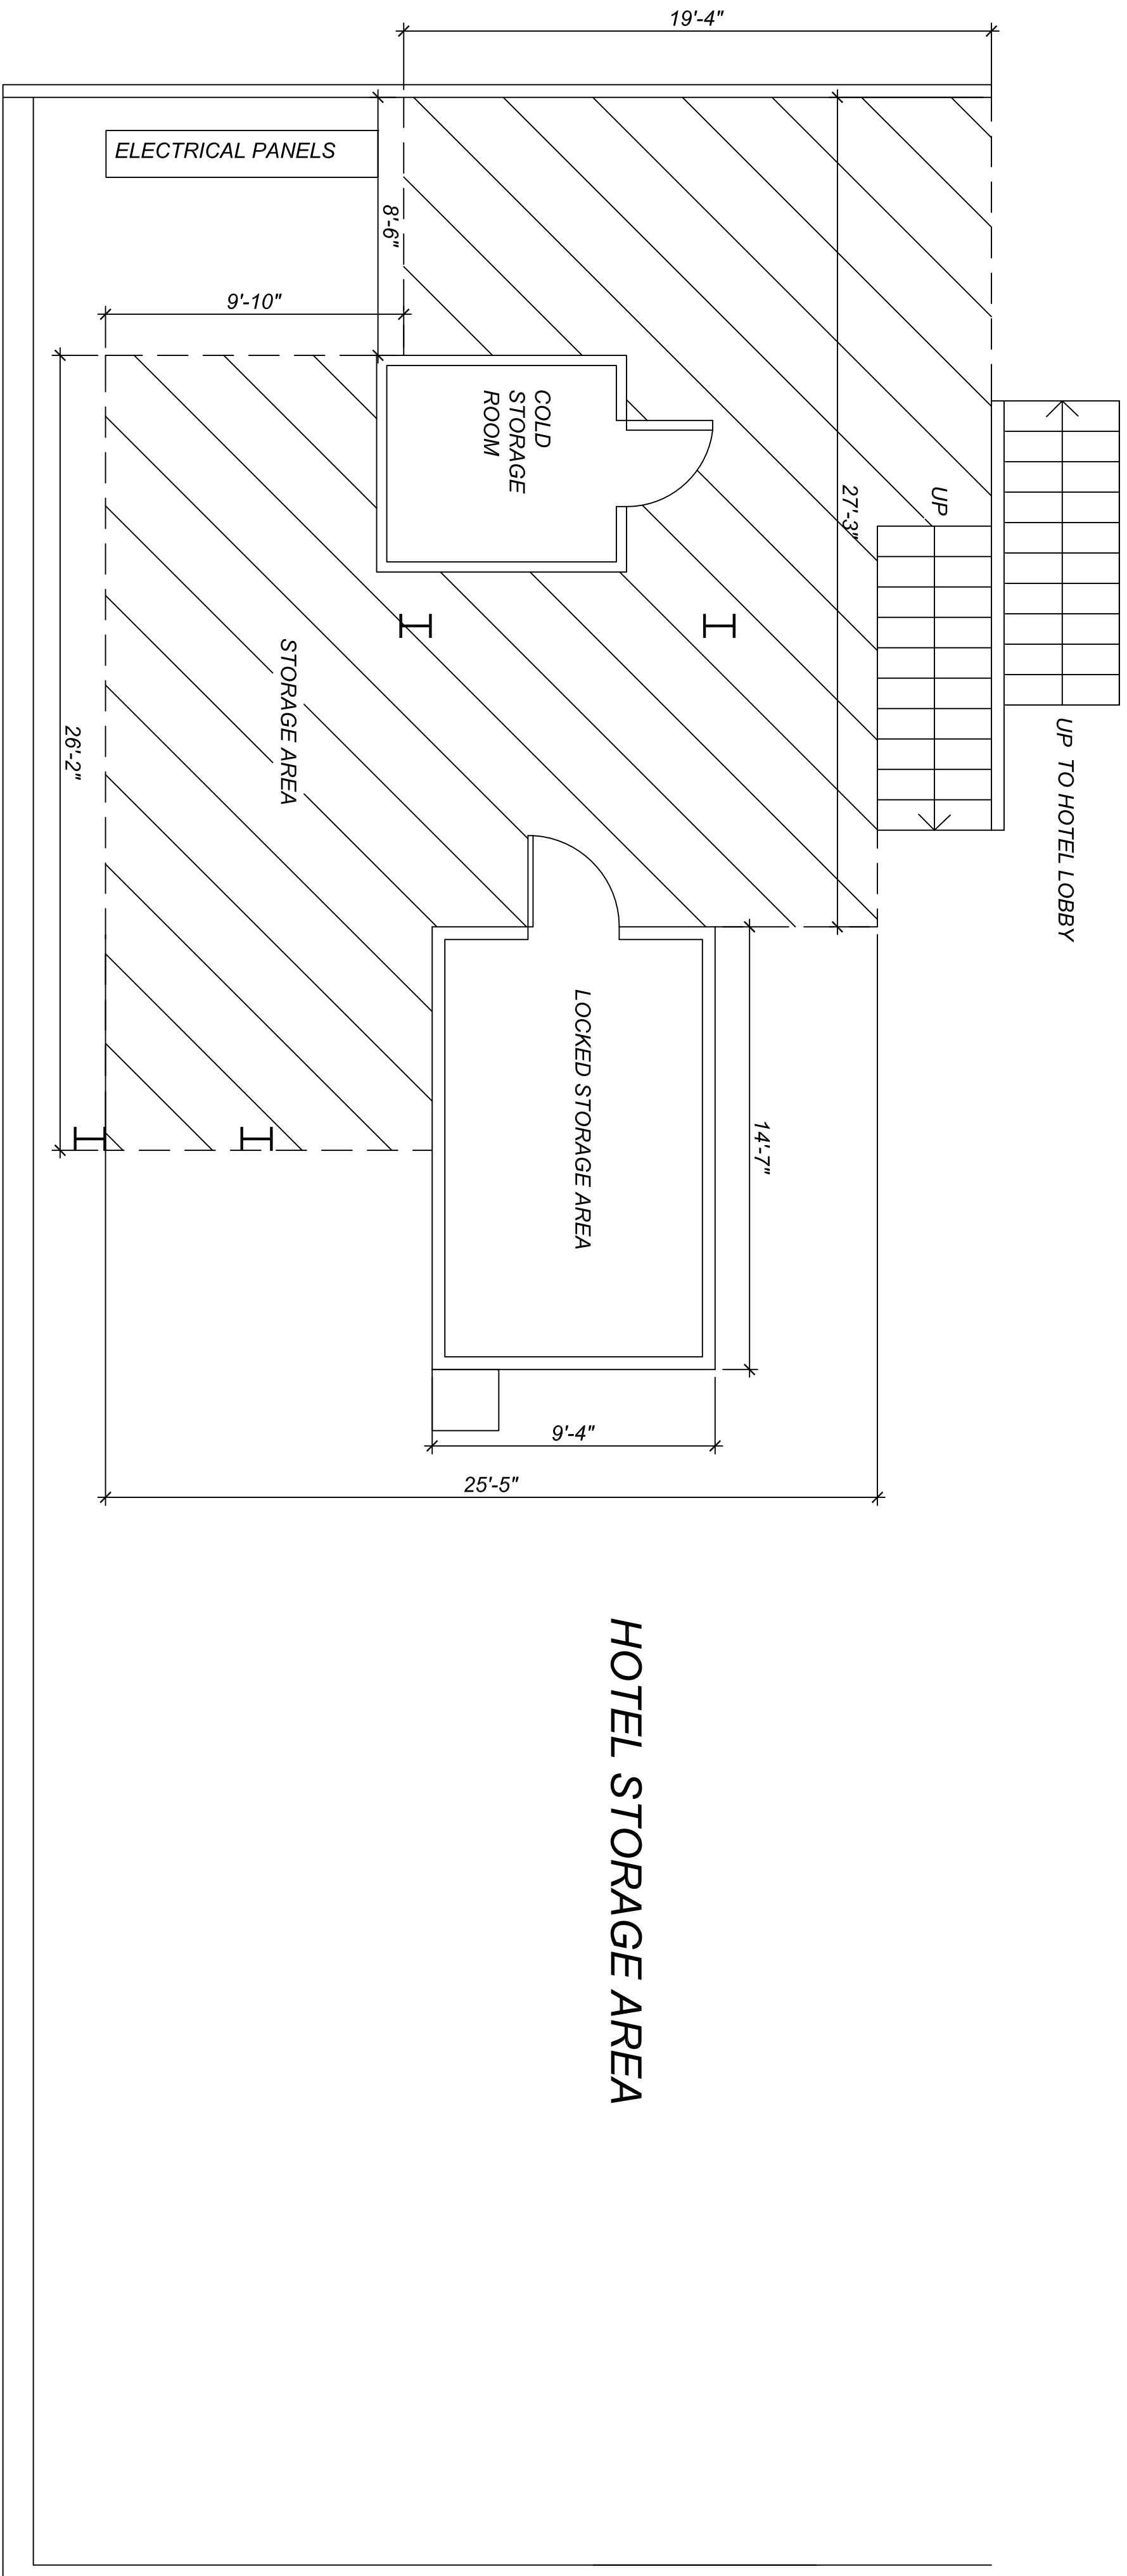 19'-4"
ELECTRICAL PANELS
8'-6"
9'-10"
COLD
STORAGE
ROOM
27'-3"
UP
UP TO HOTEL LOBBY
STORAGE AREA
26'-2"
LOCKED STORAGE AREA
14'-7"
9'-4"
25'-5"
HOTEL STORAGE AREA